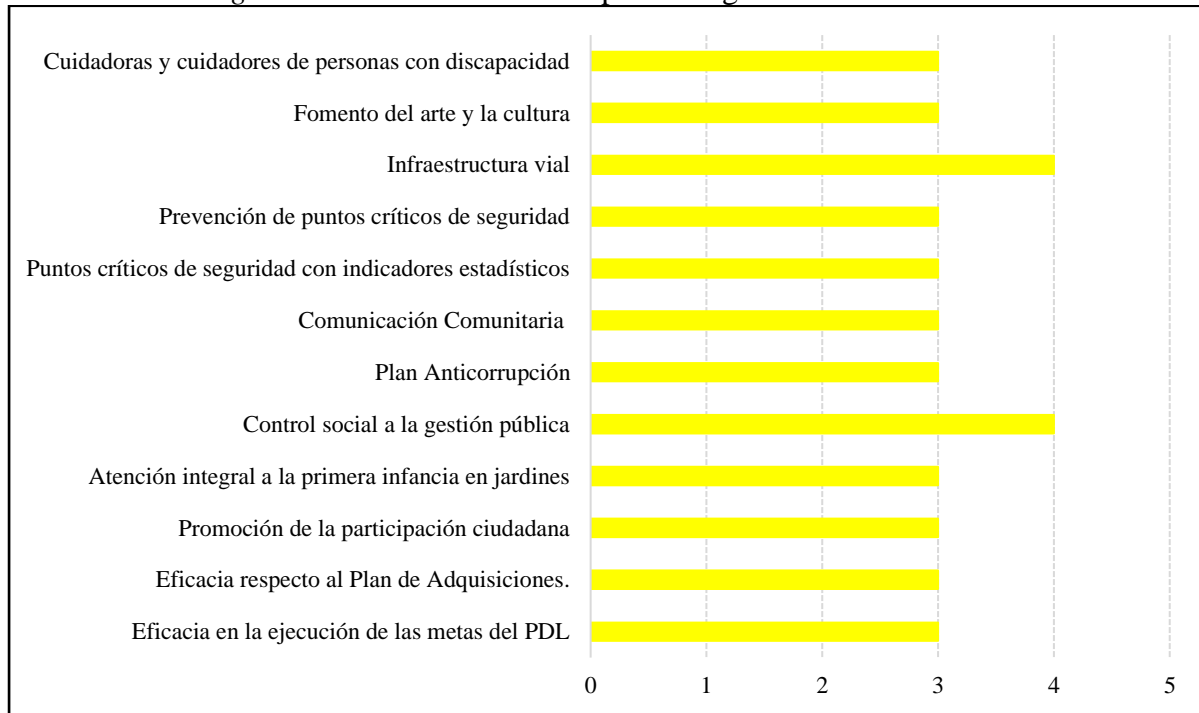 Cuidadoras y cuidadores de personas con discapacidad
Fomento del arte y la cultura
Infraestructura vial
Prevención de puntos críticos de seguridad
Puntos críticos de seguridad con indicadores estadísticos
Comunicación Comunitaria
Plan Anticorrupción
Control social a la gestión pública
Atención integral a la primera infancia en jardines
Promoción de la participación ciudadana
Eficacia respecto al Plan de Adquisiciones.
Eficacia en la ejecución de las metas del PDL
0 1 2 3 4 5